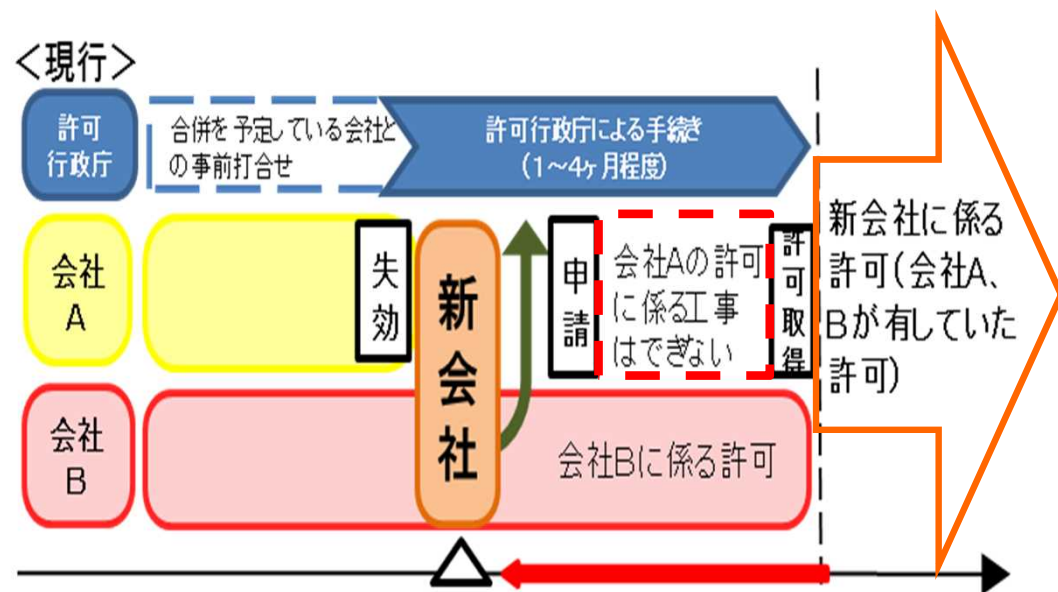 ＜現行＞
許可
行政庁
合併を予定している会社と
の事前打合せ
許可行政庁による手続き
(1～4ヶ月程度)
会社
A
失効
新会社
申請
会社Aの許可
に係る工事
はできない
許可取得
新会社に係る
許可(会社A、
Bが有していた
許可)
会社
B
会社Bに係る許可